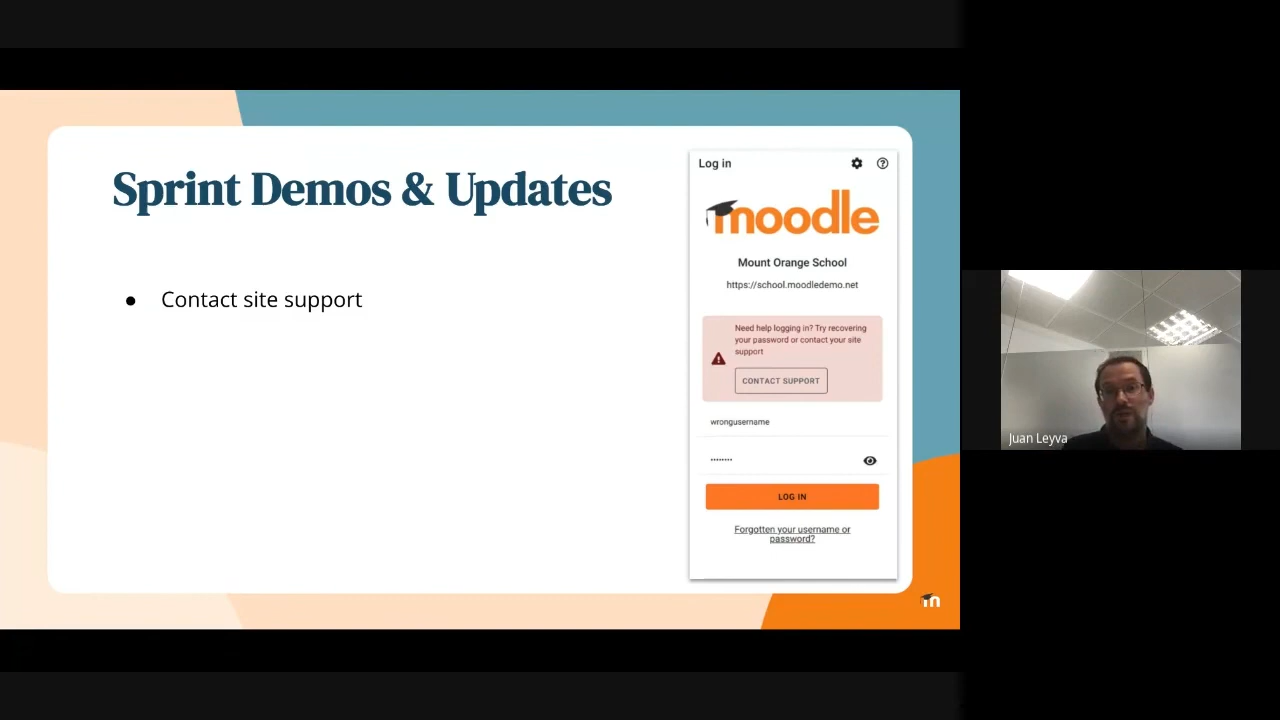 Sprint Demos & Updates
● Contact site support
Log in
moodle
Mount Orange School
https://school.moodledemo.net
Need help logging in? Try recovering
your password or contact your site
support
CONTACT SUPPORT
wrongusername
••••••••
LOG IN
Forgotten your username or
password?
m
Juan Leyva